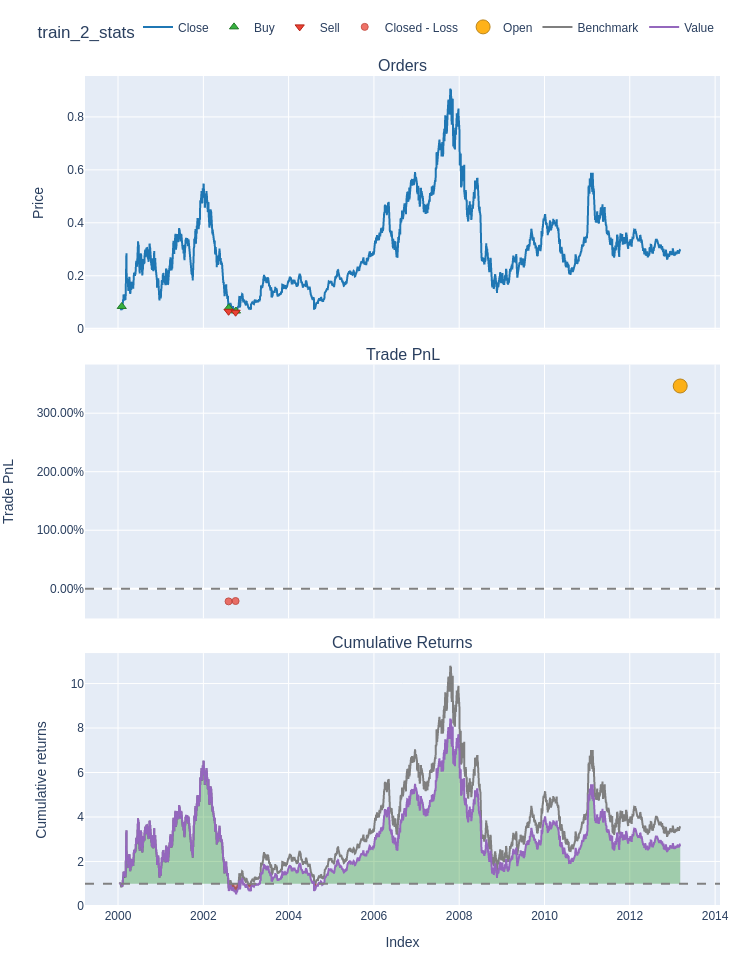 train_2_stats
Close
Buy
Sell
Closed - Loss
Open
Benchmark
Value
Orders
Price
0.8
0.6
0.4
0.2
0
Trade PnL
Trade PnL
300.00%
200.00%
100.00%
0.00%
Cumulative Returns
Cumulative returns
10
8
6
4
2
0
2000 2002 2004 2006 2008 2010 2012 2014
Index